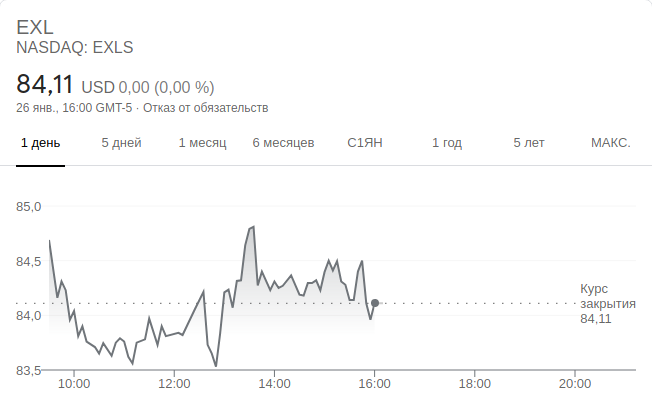 EXL
NASDAQ: EXLS
84,11 USD 0,00 (0,00 %)
26 янв., 16:00 GMT-5 · Отказ от обязательств
1 день 5 дней 1 месяц 6 месяцев С1ЯН 1 год 5 лет МАКС.
85,0
84,5
Курс
закрытия
84,11
84,0
83,5
10:00 12:00 14:00 16:00 18:00 20:00